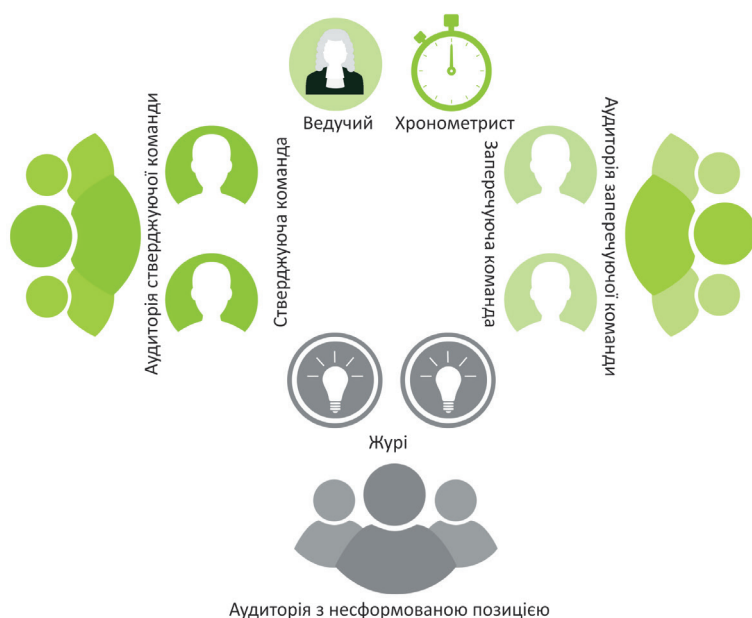 Ведучий
Хронометрист
Аудиторія стверджуючої команди
Стверджуюча команда
Заперечуюча команда
Аудиторія заперечуючої команди
Журі
Аудиторія з несформованою позицією